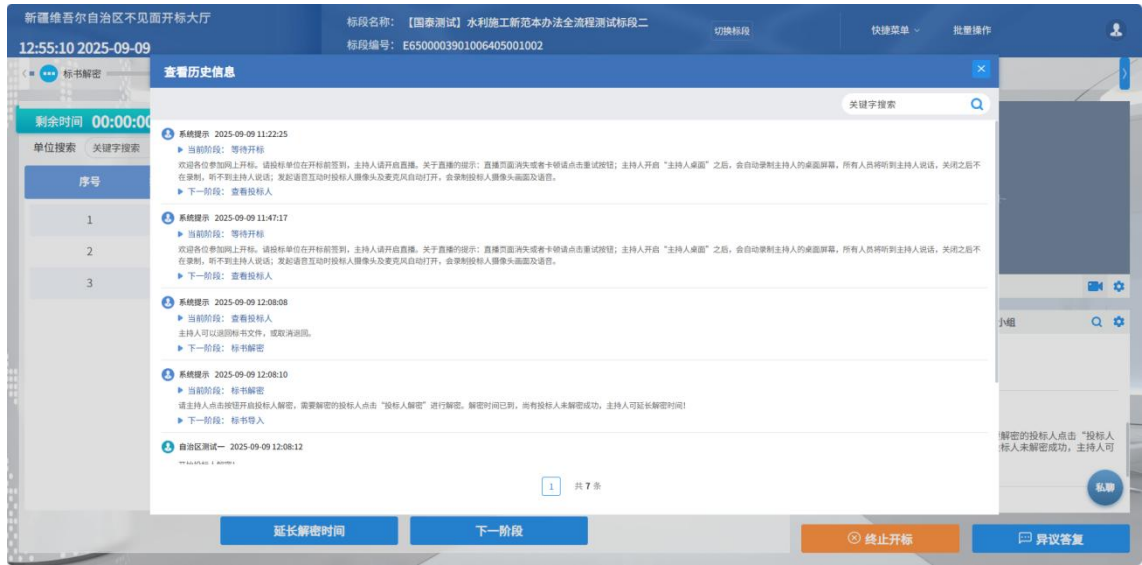 新疆维吾尔自治区不见面开标大厅
标段名称： 【国泰测试】水利施工新范本办法全流程测试标段二
切换标段
快捷菜单
批量操作
12:55:10 2025-09-09
标段编号： E6500003901006405001002
标书解密
查看历史信息
关键字搜索
剩余时间 00:00:00
单位搜索 关键字搜索
序号
1
2
3
系统提示 2025-09-09 11:22:25
当前阶段： 等待开标
欢迎各位参加网上开标。请投标单位在开标前签到，主持人请开启直播。关于直播的提示：直播页面消失或者卡顿请点击重试按钮；主持人开启“主持人桌面”之后，会自动录制主持人的桌面屏幕，所有人员将听到主持人说话，关闭之后不
在录制，听不到主持人说话；发起语音互动时投标人摄像头及麦克风自动打开，会录制投标人摄像头画面及语音。
下一阶段： 查看投标人
系统提示 2025-09-09 11:47:17
当前阶段： 等待开标
欢迎各位参加网上开标。请投标单位在开标前签到，主持人请开启直播。关于直播的提示：直播页面消失或者卡顿请点击重试按钮；主持人开启“主持人桌面”之后，会自动录制主持人的桌面屏幕，所有人员将听到主持人说话，关闭之后不
在录制，听不到主持人说话；发起语音互动时投标人摄像头及麦克风自动打开，会录制投标人摄像头画面及语音。
下一阶段： 查看投标人
系统提示 2025-09-09 12:08:08
当前阶段： 查看投标人
主持人可以退回标书文件，或取消退回。
下一阶段： 标书解密
系统提示 2025-09-09 12:08:10
当前阶段： 标书解密
请主持人点击按钮开启投标人解密，需要解密的投标人点击“投标人解密”进行解密。解密时间已到，尚有投标人未解密成功，主持人可延长解密时间！
下一阶段： 标书导入
自治区测试一 2025-09-09 12:08:12
1 共 7 条
小组
解密的投标人点击“投标人
标人未解密成功，主持人可
私聊
延长解密时间
下一阶段
终止开标
异议答复